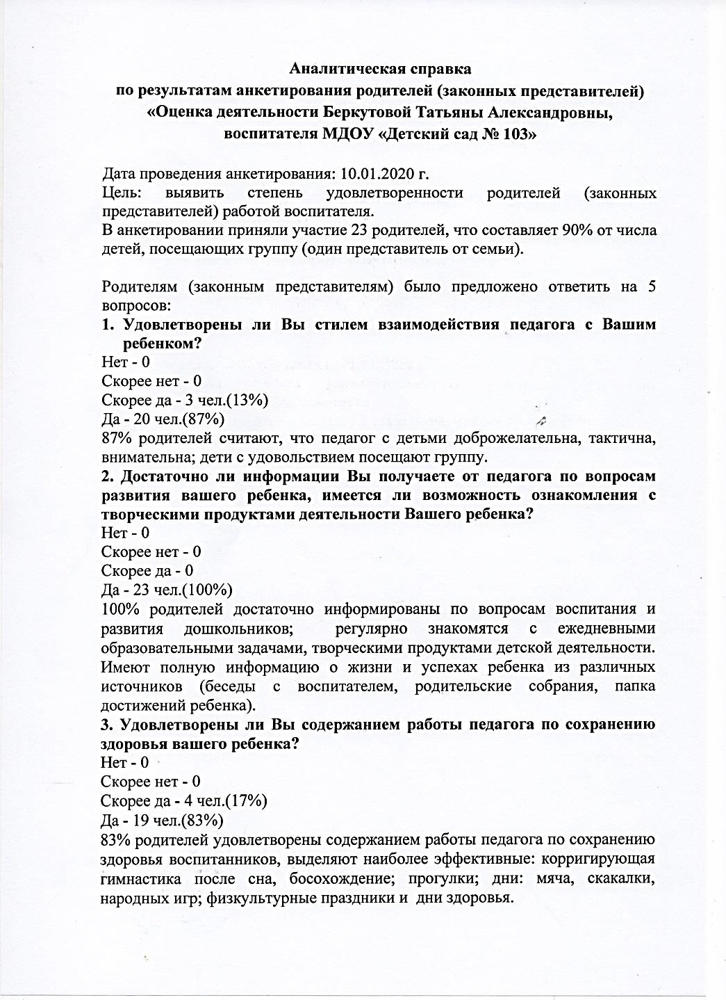 Аналитическая справка
по результатам анкетирования родителей (законных представителей)
«Оценка деятельности Беркутовой Татьяны Александровны,
воспитателя МДОУ «Детский сад № 103»
Дата проведения анкетирования: 10.01.2020 г.
Цель: выявить степень удовлетворенности родителей (законных
представителей) работой воспитателя.
В анкетировании приняли участие 23 родителей, что составляет 90% от числа
детей, посещающих группу (один представитель от семьи).
Родителям (законным представителям) было предложено ответить на 5
вопросов:
1. Удовлетворены ли Вы стилем взаимодействия педагога с Вашим
ребенком?
Нет - 0
Скорее нет - 0
Скорее да - 3 чел.(13%)
Да - 20 чел.(87%)
87% родителей считают, что педагог с детьми доброжелательна, тактична,
внимательна; дети с удовольствием посещают группу.
2. Достаточно ли информации Вы получаете от педагога по вопросам
развития вашего ребенка, имеется ли возможность ознакомления с
творческими продуктами деятельности Вашего ребенка?
Нет - 0
Скорее нет - 0
Скорее да - 0
Да - 23 чел.(100%)
100% родителей достаточно информированы по вопросам воспитания и
развития дошкольников; регулярно знакомятся с ежедневными
образовательными задачами, творческими продуктами детской деятельности.
Имеют полную информацию о жизни и успехах ребенка из различных
источников (беседы с воспитателем, родительские собрания, папка
достижений ребенка).
3. Удовлетворены ли Вы содержанием работы педагога по сохранению
здоровья вашего ребенка?
Нет - 0
Скорее нет - 0
Скорее да - 4 чел.(17%)
Да - 19 чел.(83%)
83% родителей удовлетворены содержанием работы педагога по сохранению
здоровья воспитанников, выделяют наиболее эффективные: корригирующая
гимнастика после сна, босохождение; прогулки; дни: мяча, скакалки,
народных игр; физкультурные праздники и дни здоровья.